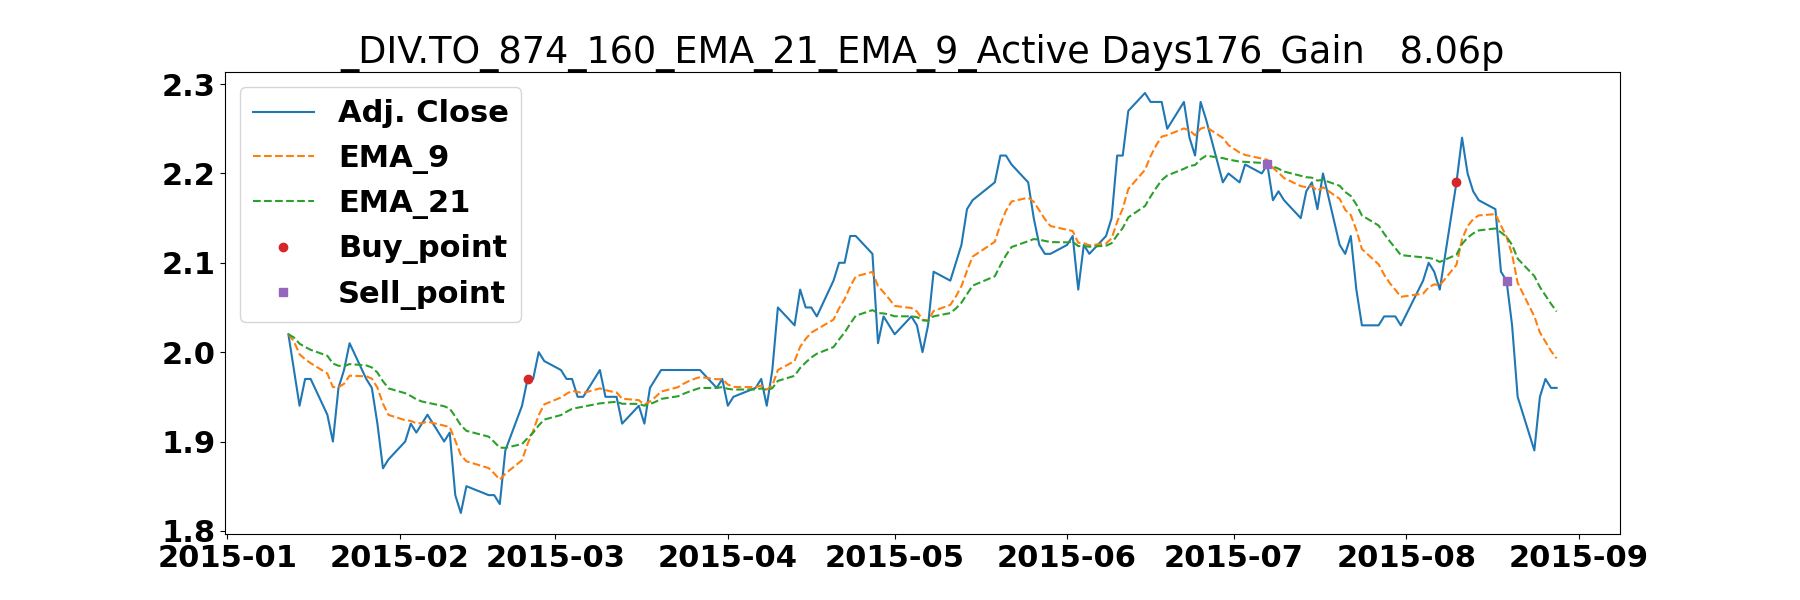 _DIV.TO_874_160_EMA_21_EMA_9_Active Days176_Gain   8.06p
2.3
2.2
2.1
2.0
1.9
1.8
Adj. Close
EMA_9
EMA_21
Buy_point
Sell_point
2015-01 2015-02 2015-03 2015-04 2015-05 2015-06 2015-07 2015-08 2015-09